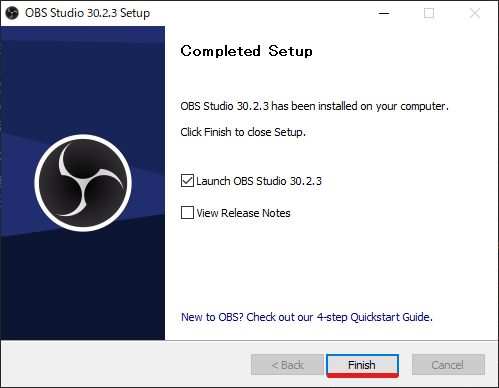 OBS Studio 30.2.3 Setup
Completed Setup
OBS Studio 30.2.3 has been installed on your computer.
Click Finish to close Setup.
Launch OBS Studio 30.2.3
View Release Notes
New to OBS? Check out our 4-step Quickstart Guide.
< Back
Finish
Cancel